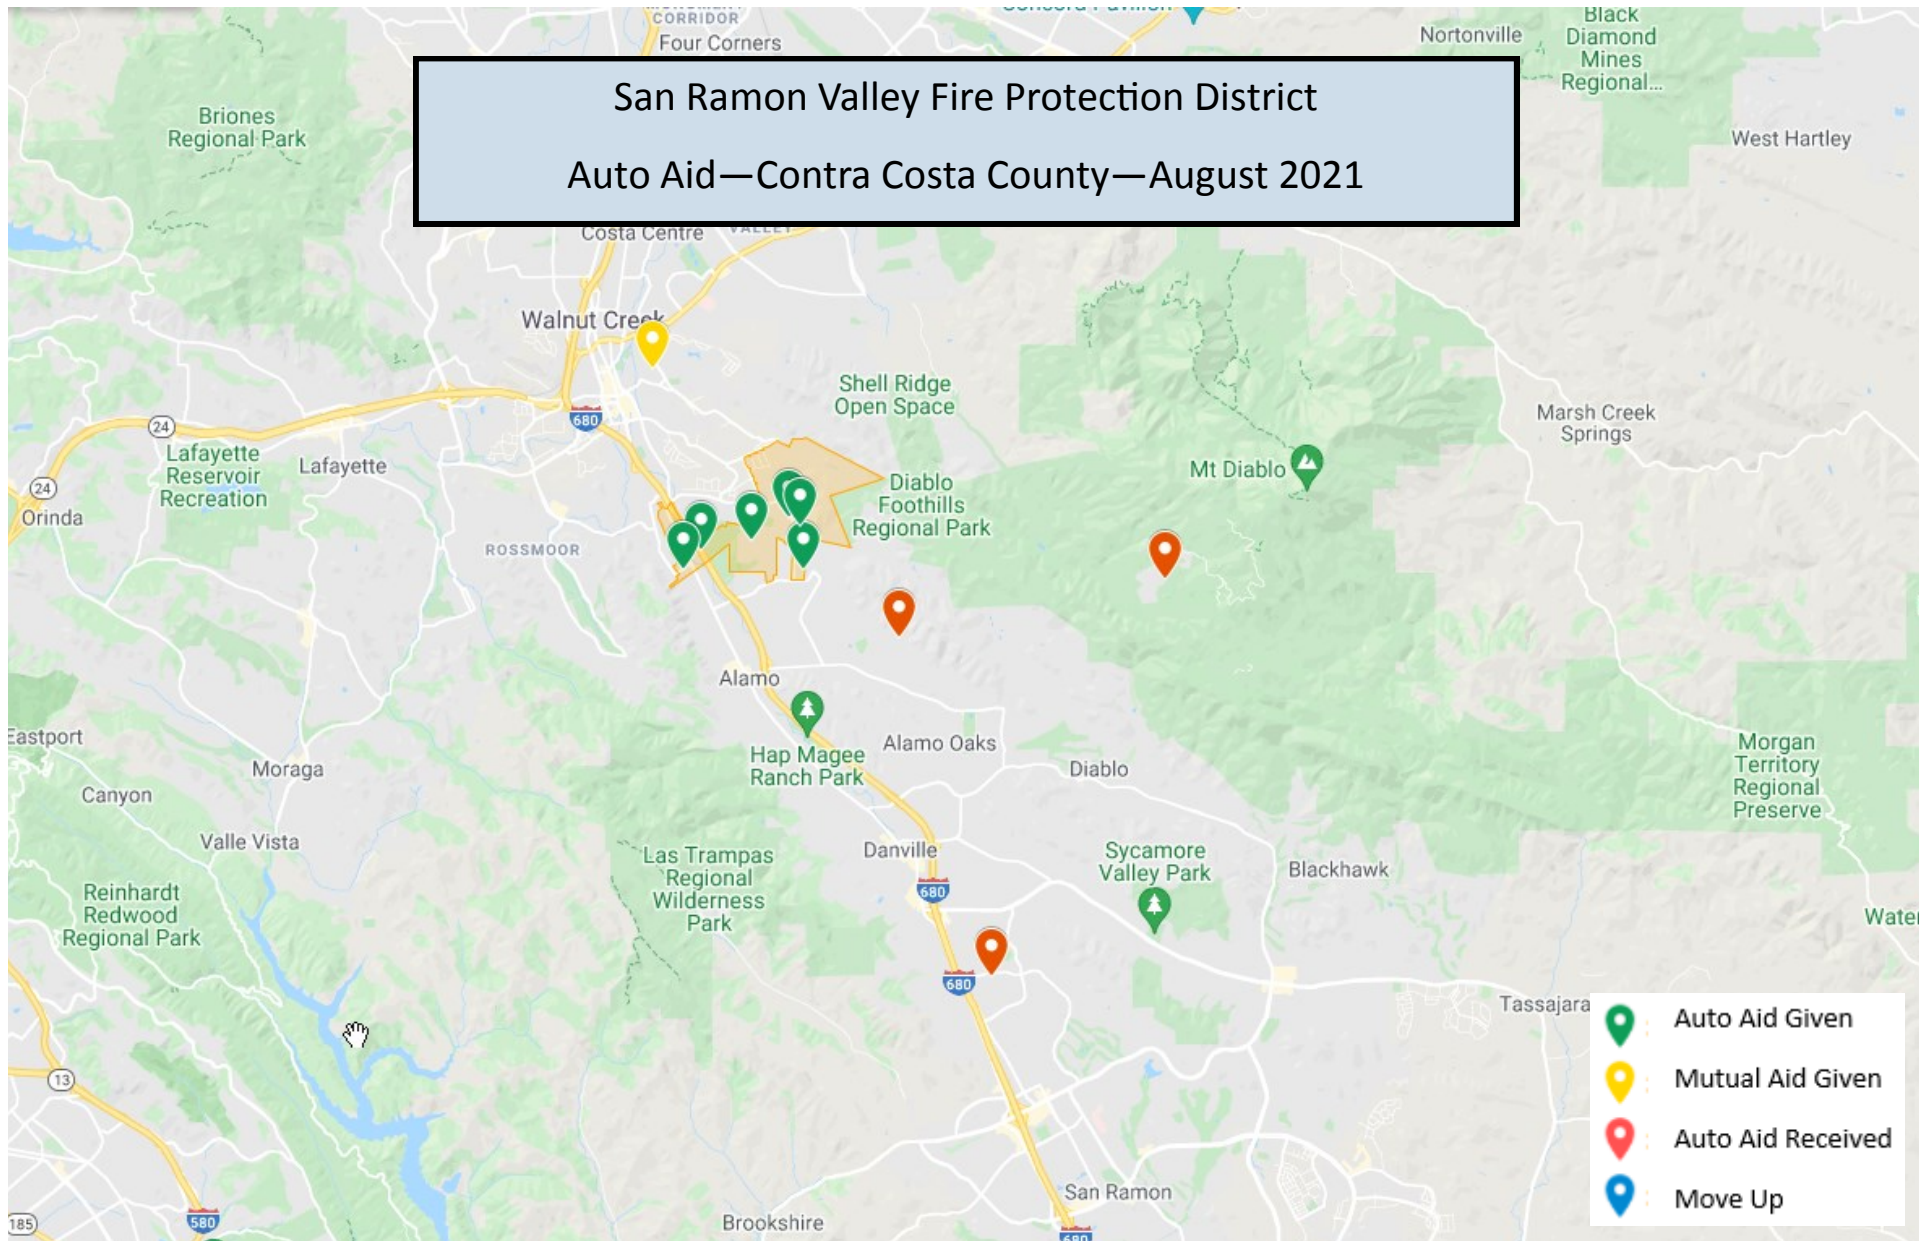 CORRIDOR
Four Corners
Nortonville
Black
Diamond
Mines
Regional...
San Ramon Valley Fire Protection District
Auto Aid—Contra Costa County—August 2021
Briones
Regional Park
West Hartley
Costa Centre
VALLEY
Walnut Creek
Shell Ridge
Open Space
Marsh Creek
Springs
680
24
Lafayette
Reservoir
Recreation
Lafayette
Mt Diablo
24
Orinda
Diablo
Foothills
Regional Park
ROSSMOOR
Alamo
Eastport
Hap Magee
Ranch Park
Alamo Oaks
Moraga
Diablo
Morgan
Territory
Regional
Preserve
Canyon
Valle Vista
Las Trampas
Regional
Wilderness
Park
Danville
Sycamore
Valley Park
Blackhawk
680
Reinhardt
Redwood
Regional Park
Water
680
Tassajara
13
Auto Aid Given
Mutual Aid Given
Auto Aid Received
Move Up
San Ramon
185
580
Brookshire
680